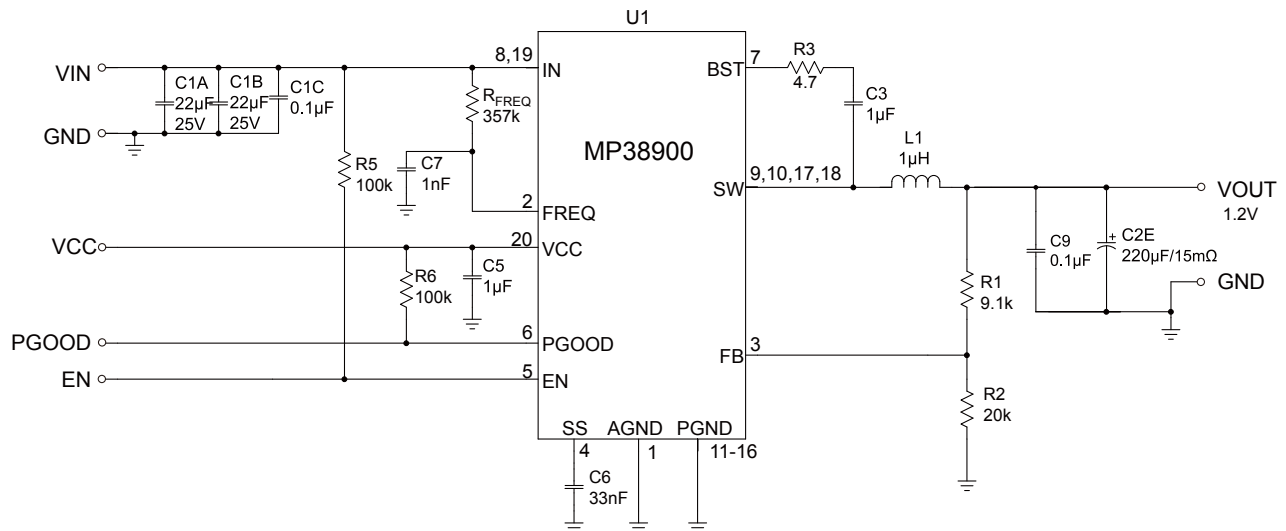 U1
VIN
C1A
22µF
25V
C1B
22µF
25V
C1C
0.1µF
GND
R5
100k
RFREQ
357k
C7
1nF
8,19
IN
2
FREQ
VCC
20
VCC
R6
100k
C5
1µF
PGOOD
6
PGOOD
EN
5
EN
MP38900
SS
4
AGND
1
PGND
11-16
C6
33nF
BST
7
R3
4.7
C3
1µF
SW
9,10,17,18
L1
1µH
VOUT
1.2V
C9
0.1µF
C2E
+
220µF/15mΩ
GND
R1
9.1k
FB
3
R2
20k